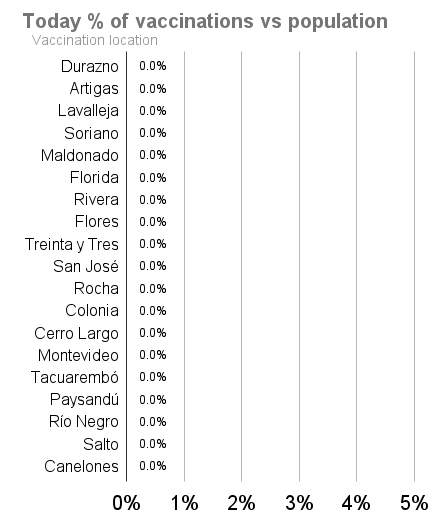 Today % of vaccinations vs population
Vaccination location
Durazno 0.0%
Artigas 0.0%
Lavalleja 0.0%
Soriano 0.0%
Maldonado 0.0%
Florida 0.0%
Rivera 0.0%
Flores 0.0%
Treinta y Tres 0.0%
San José 0.0%
Rocha 0.0%
Colonia 0.0%
Cerro Largo 0.0%
Montevideo 0.0%
Tacuarembó 0.0%
Paysandú 0.0%
Río Negro 0.0%
Salto 0.0%
Canelones 0.0%
0% 1% 2% 3% 4% 5%